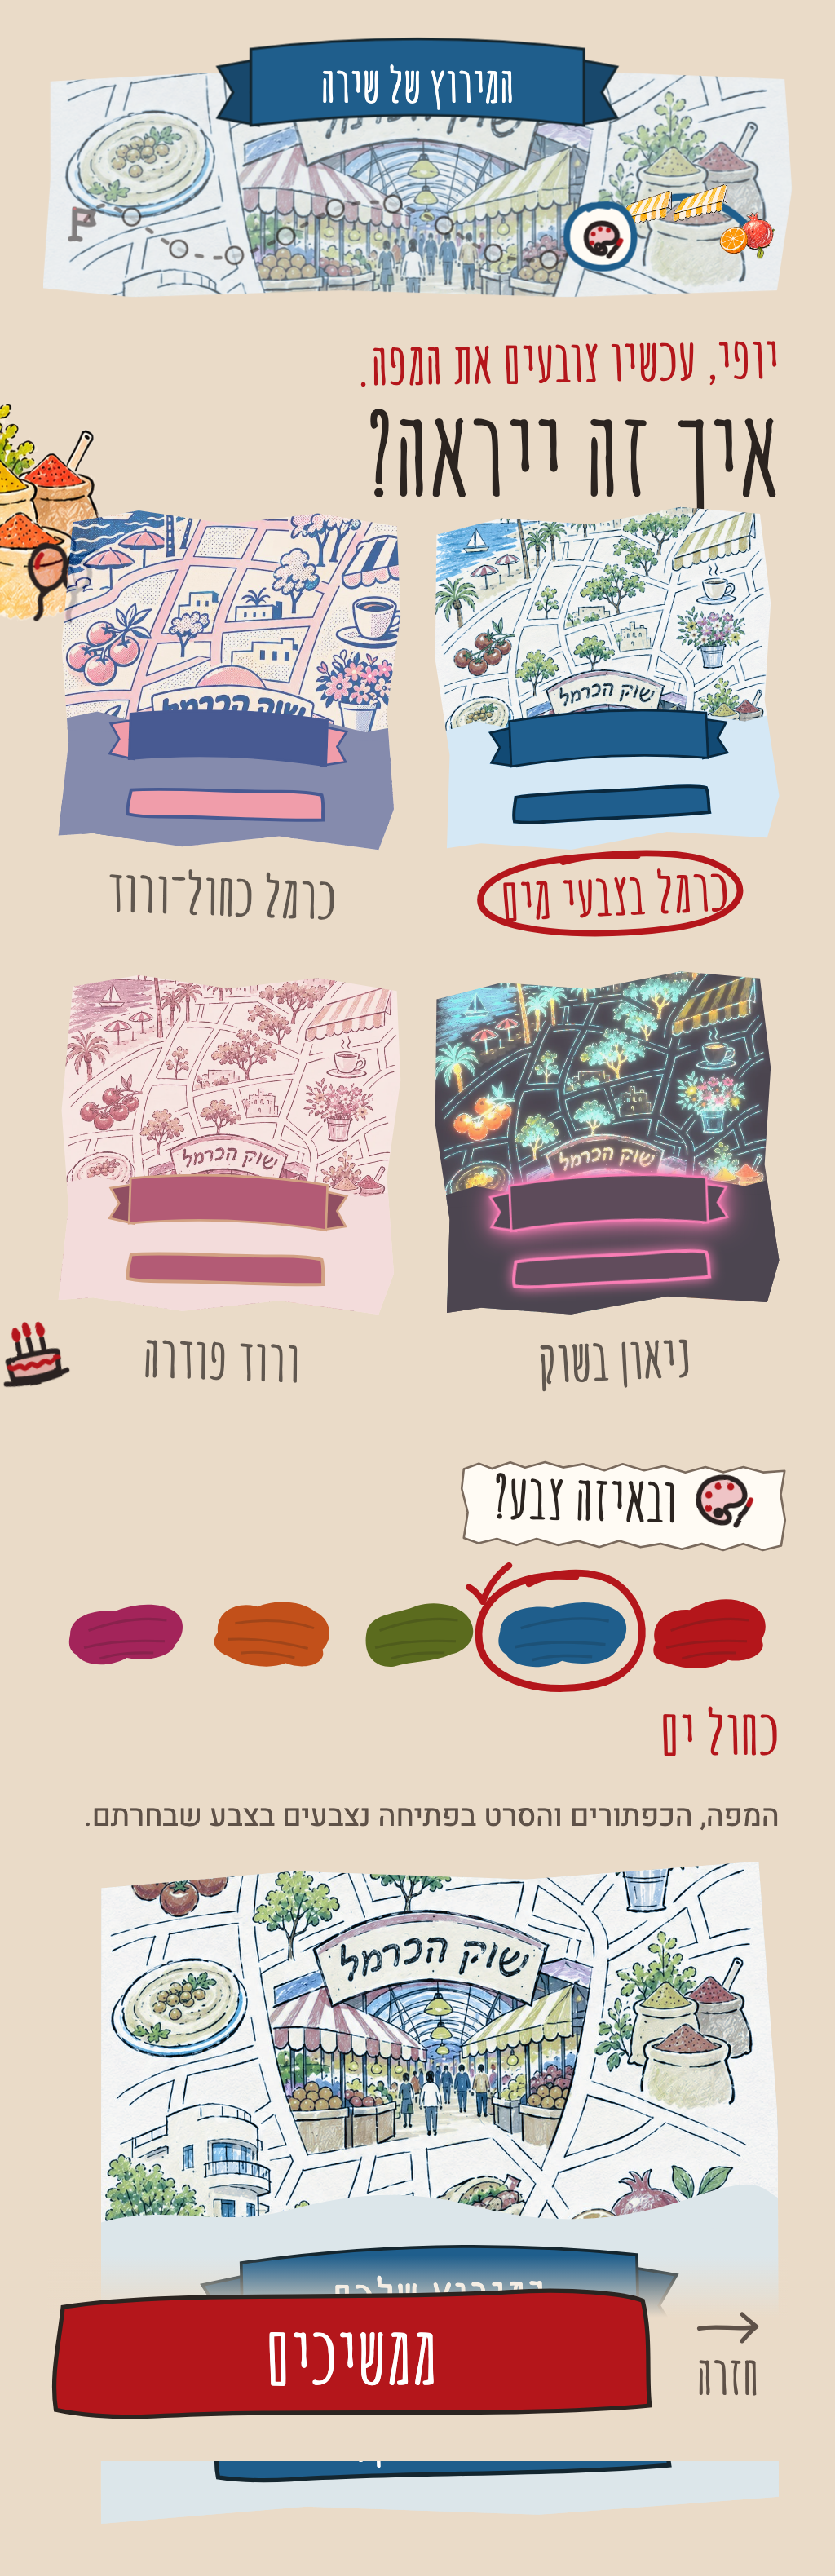 המירוץ של שירה
יופי, עכשיו צובעים את המפה.
איך זה ייראה?
שוק הכרמל
שוק הכרמל
כרמל בצבעי מים
כרמל כחול־ורוד
שוק הכרמל
שוק הכרמל
ניאון בשוק
ורוד פודרה
ובאיזה צבע?
כחול ים
המפה, הכפתורים והסרט בפתיחה נצבעים בצבע שבחרתם.
שוק הכרמל
חזרה
ממשיכים